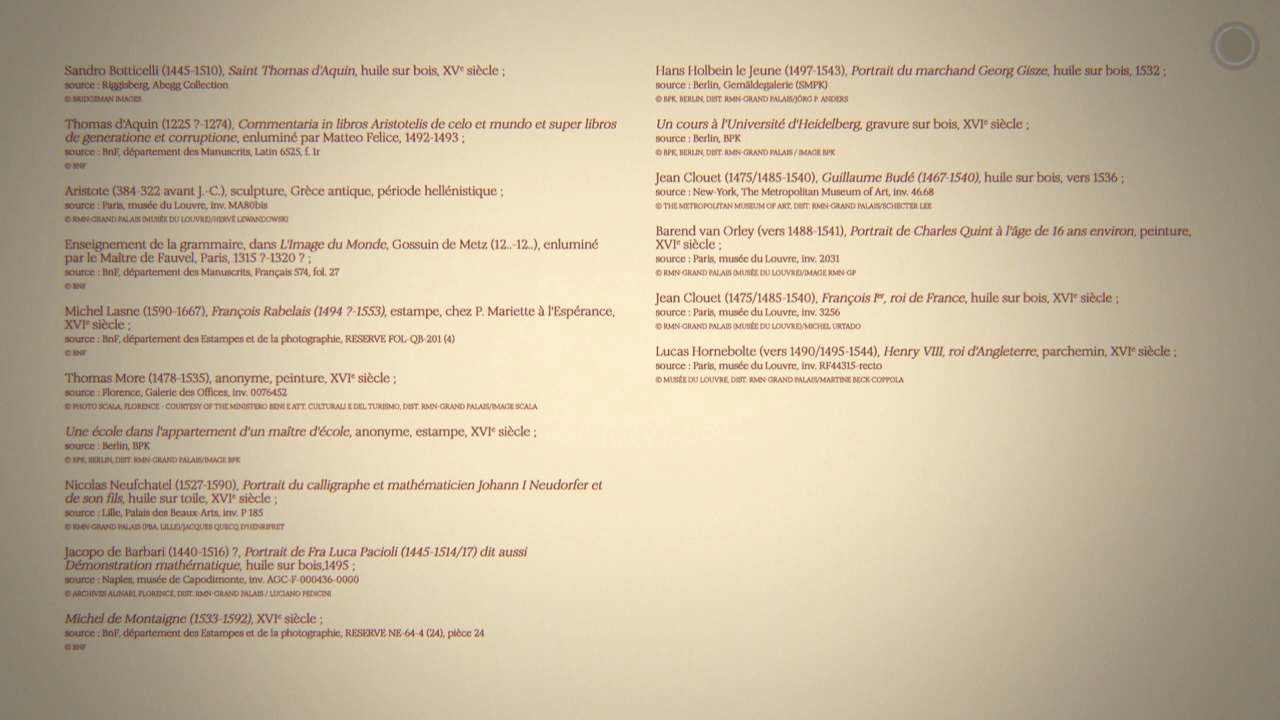 Sandro Botticelli (1445-1510), Saint Thomas d'Aquin, huile sur bois, XVe siècle ;
source : Riggisberg, Abegg Collection
© BRIDGEMAN IMAGES
Thomas d'Aquin (1225 ?-1274), Commentaria in libros Aristotelis de celo et mundo et super libros
de generatione et corruptione, enluminé par Matteo Felice, 1492-1493 ;
source : BnF, département des Manuscrits, Latin 6525, f. 1r
© BNF
Aristote (384-322 avant J.-C.), sculpture, Grèce antique, période hellénistique ;
source : Paris, musée du Louvre, inv. MA80bis
© RMN-GRAND PALAIS (MUSÉE DU LOUVRE)/HERVÉ LEWANDOWSKI
Enseignement de la grammaire, dans L'Image du Monde, Gossuin de Metz (12..-12..), enluminé
par le Maître de Fauvel, Paris, 1315 ?-1320 ? ;
source : BnF, département des Manuscrits, Français 574, fol. 27
© BNF
Michel Lasne (1590-1667), François Rabelais (1494 ?-1553), estampe, chez P. Mariette à l'Espérance,
XVIe siècle ;
source : BnF, département des Estampes et de la photographie, RESERVE FOL-QB-201 (4)
© BNF
Thomas More (1478-1535), anonyme, peinture, XVIe siècle ;
source : Florence, Galerie des Offices, inv. 0076452
© PHOTO SCALA, FLORENCE - COURTESY OF THE MINISTERO BENI E ATT. CULTURALI E DEL TURISMO, DIST. RMN-GRAND PALAIS/IMAGE SCALA
Une école dans l'appartement d'un maître d'école, anonyme, estampe, XVIe siècle ;
source : Berlin, BPK
© BPK, BERLIN, DIST. RMN-GRAND PALAIS/IMAGE BPK
Nicolas Neufchatel (1527-1590), Portrait du calligraphe et mathématicien Johann I Neudorfer et
de son fils, huile sur toile, XVIe siècle ;
source : Lille, Palais des Beaux-Arts, inv. P 185
© RMN-GRAND PALAIS (PBA, LILLE)/JACQUES QUECQ D'HENRIPRET
Jacopo de Barbari (1440-1516) ?, Portrait de Fra Luca Pacioli (1445-1514/17) dit aussi
Démonstration mathématique, huile sur bois,1495 ;
source : Naples, musée de Capodimonte, inv. AGC-F-000436-0000
© ARCHIVES ALINARI, FLORENCE, DIST. RMN-GRAND PALAIS / LUCIANO PEDICINI
Michel de Montaigne (1533-1592), XVIe siècle ;
source : BnF, département des Estampes et de la photographie, RESERVE NE-64-4 (24), pièce 24
© BNF
Hans Holbein le Jeune (1497-1543), Portrait du marchand Georg Gisze, huile sur bois, 1532 ;
source : Berlin, Gemäldegalerie (SMPK)
© BPK, BERLIN, DIST. RMN-GRAND PALAIS/JÖRG P. ANDERS
Un cours à l'Université d'Heidelberg, gravure sur bois, XVIe siècle ;
source : Berlin, BPK
© BPK, BERLIN, DIST. RMN-GRAND PALAIS / IMAGE BPK
Jean Clouet (1475/1485-1540), Guillaume Budé (1467-1540), huile sur bois, vers 1536 ;
source : New-York, The Metropolitan Museum of Art, inv. 46.68
© THE METROPOLITAN MUSEUM OF ART, DIST. RMN-GRAND PALAIS/SCHECTER LEE
Barend van Orley (vers 1488-1541), Portrait de Charles Quint à l'âge de 16 ans environ, peinture,
XVIe siècle ;
source : Paris, musée du Louvre, inv. 2031
© RMN-GRAND PALAIS (MUSÉE DU LOUVRE)/IMAGE RMN-GP
Jean Clouet (1475/1485-1540), François Ier, roi de France, huile sur bois, XVIe siècle ;
source : Paris, musée du Louvre, inv. 3256
© RMN-GRAND PALAIS (MUSÉE DU LOUVRE)/MICHEL URTADO
Lucas Hornebolte (vers 1490/1495-1544), Henry VIII, roi d'Angleterre, parchemin, XVIe siècle ;
source : Paris, musée du Louvre, inv. RF44315-recto
© MUSÉE DU LOUVRE, DIST. RMN-GRAND PALAIS/MARTINE BECK-COPPOLA